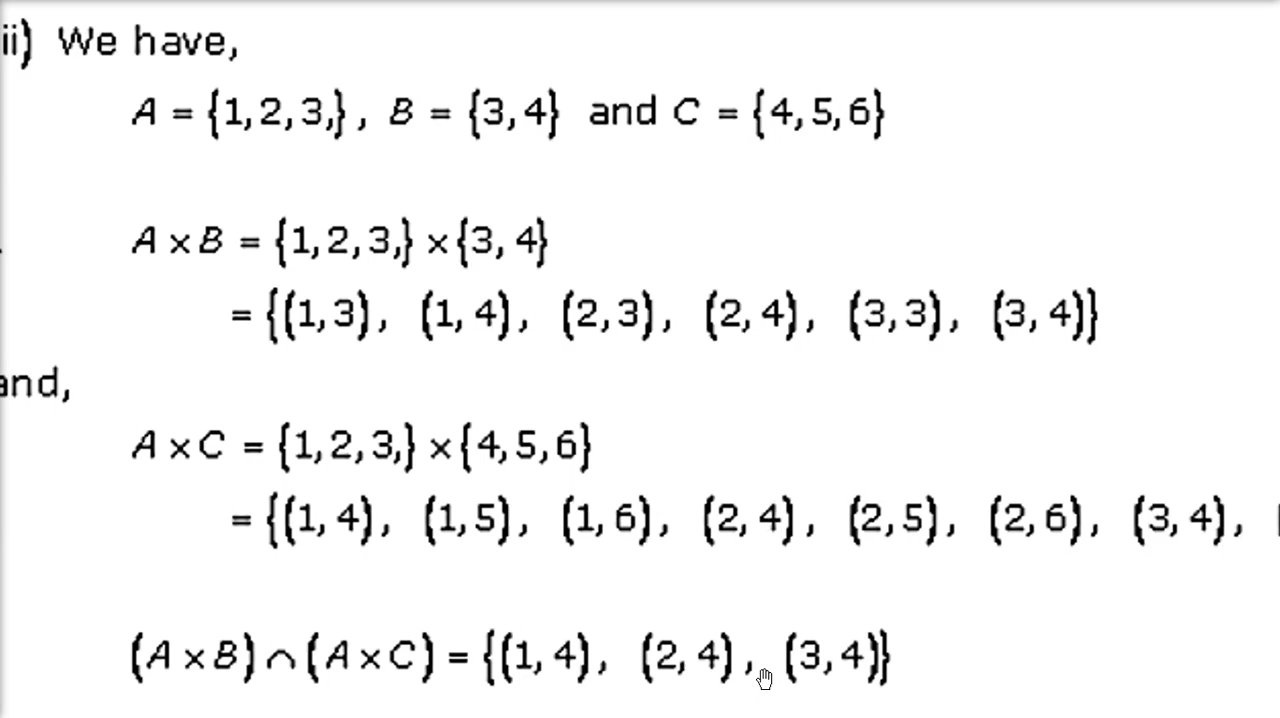 ii) We have,
A = {1,2,3,}, B = {3,4} and C = {4,5,6}
A × B = {1,2,3,} × {3, 4}
= {(1,3), (1,4), (2,3), (2,4), (3,3), (3,4)}
and,
A × C = {1,2,3,} × {4,5,6}
= {(1,4), (1,5), (1,6), (2,4), (2,5), (2,6), (3,4),
(A × B) ∩ (A × C) = {(1,4), (2,4), (3,4)}